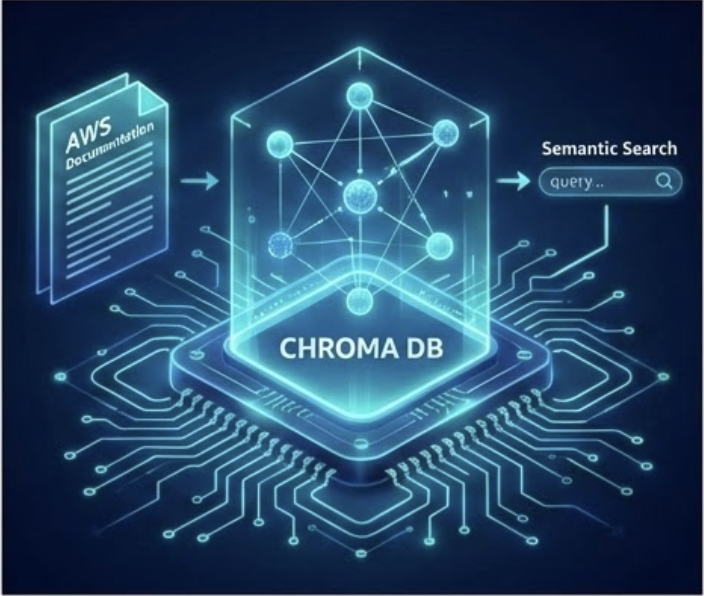 AWS
Documentation
Semantic Search
query..
CHROMA DB